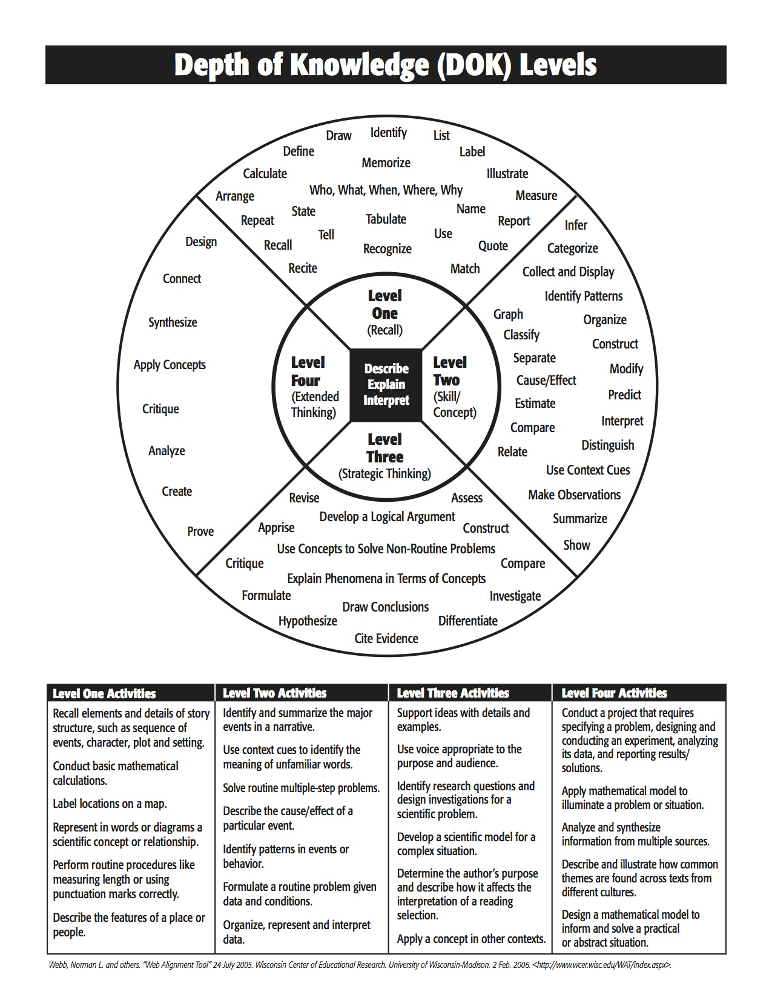 Depth of Knowledge (DOK) Levels
Draw
Identify
List
Define
Label
Memorize
Calculate
Illustrate
Who, What, When, Where, Why
Arrange
Measure
State
Name
Repeat
Tabulate
Report
Tell
Use
Recall
Quote
Recognize
Recite
Match
Level
One
(Recall)
Infer
Categorize
Collect and Display
Identify Patterns
Graph
Organize
Classify
Construct
Separate
Modify
Cause/Effect
Predict
Estimate
Interpret
Compare
Distinguish
Relate
Use Context Cues
Make Observations
Summarize
Show
Level
Two
(Skill/
Concept)
Describe
Explain
Interpret
Level
Three
(Strategic Thinking)
Revise
Assess
Develop a Logical Argument
Apprise
Construct
Use Concepts to Solve Non-Routine Problems
Critique
Compare
Explain Phenomena in Terms of Concepts
Formulate
Investigate
Draw Conclusions
Hypothesize
Differentiate
Cite Evidence
Level
Four
(Extended
Thinking)
Design
Connect
Synthesize
Apply Concepts
Critique
Analyze
Create
Prove
Level One Activities
Recall elements and details of story
structure, such as sequence of
events, character, plot and setting.
Conduct basic mathematical
calculations.
Label locations on a map.
Represent in words or diagrams a
scientific concept or relationship.
Perform routine procedures like
measuring length or using
punctuation marks correctly.
Describe the features of a place or
people.
Level Two Activities
Identify and summarize the major
events in a narrative.
Use context cues to identify the
meaning of unfamiliar words.
Solve routine multiple-step problems.
Describe the cause/effect of a
particular event.
Identify patterns in events or
behavior.
Formulate a routine problem given
data and conditions.
Organize, represent and interpret
data.
Level Three Activities
Support ideas with details and
examples.
Use voice appropriate to the
purpose and audience.
Identify research questions and
design investigations for a
scientific problem.
Develop a scientific model for a
complex situation.
Determine the author's purpose
and describe how it affects the
interpretation of a reading
selection.
Apply a concept in other contexts.
Level Four Activities
Conduct a project that requires
specifying a problem, designing and
conducting an experiment, analyzing
its data, and reporting results/
solutions.
Apply mathematical model to
illuminate a problem or situation.
Analyze and synthesize
information from multiple sources.
Describe and illustrate how common
themes are found across texts from
different cultures.
Design a mathematical model to
inform and solve a practical
or abstract situation.
Webb, Norman L. and others. "Web Alignment Tool" 24 July 2005. Wisconsin Center of Educational Research. University of Wisconsin-Madison. 2 Feb. 2006. <http://www.wcer.wisc.edu/WAT/index.aspx>.